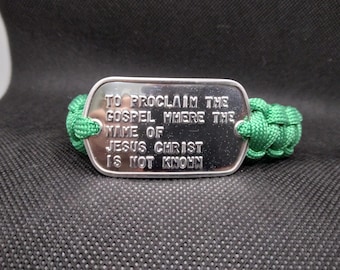 TO PROCLAIM THE
GOSPEL WHERE THE
NAME OF
JESUS CHRIST
IS NOT KNOWN